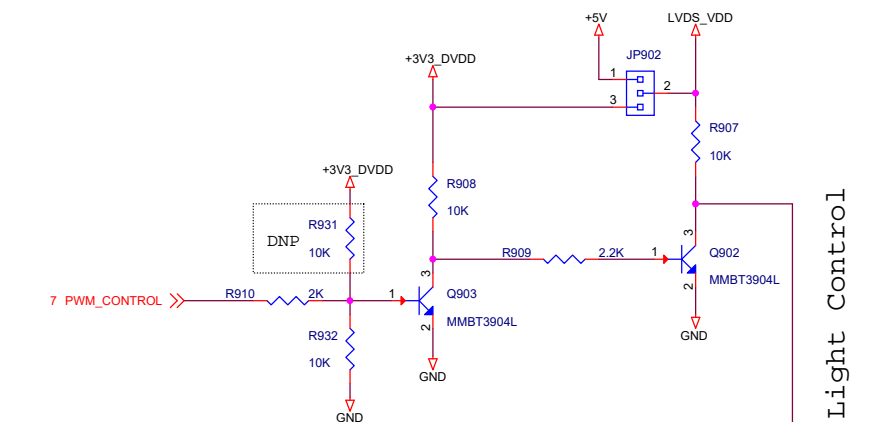 +5V
LVDS_VDD
JP902
+3V3_DVDD
1
2
3
R907
10K
+3V3_DVDD
R908
10K
R931
DNP
10K
3
R909
2.2K
1
Q902
3
MMBT3904L
2
7 PWM_CONTROL
R910
2K
1
Q903
MMBT3904L
2
R932
10K
GND
GND
GND
Light Control